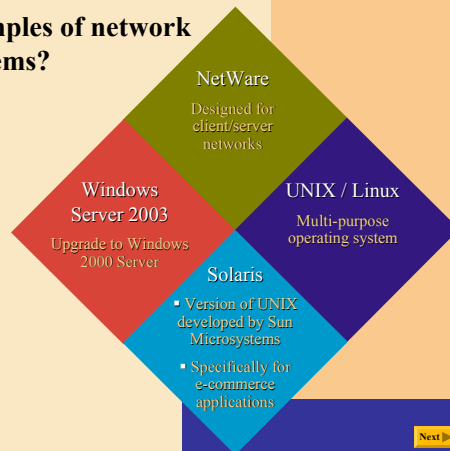 nples of network
ems?
NetWare
Designed for
client/server
networks
Windows
Server 2003
Upgrade to Windows
2000 Server
UNIX / Linux
Multi-purpose
operating system
Solaris
▪ Version of UNIX
developed by Sun
Microsystems
▪ Specifically for
e-commerce
applications
Next